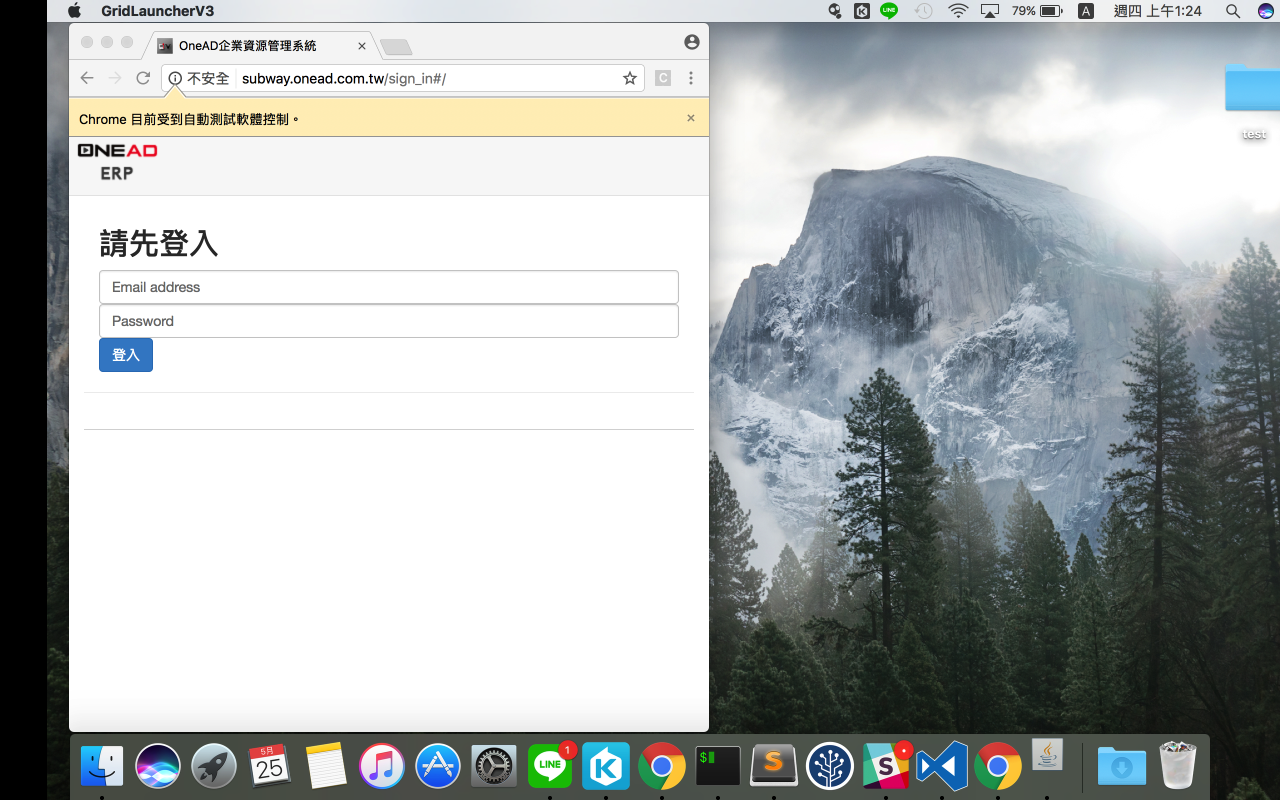 GridLauncherV3
LINE
79%
A
週四 上午1:24
OneAD企業資源管理系統
不安全
subway.onead.com.tw/sign_in#/
C
Chrome 目前受到自動測試軟體控制。
ONEAD
ERP
請先登入
Email address
Password
登入
test
5月
25
LINE
1
K
$
S
S